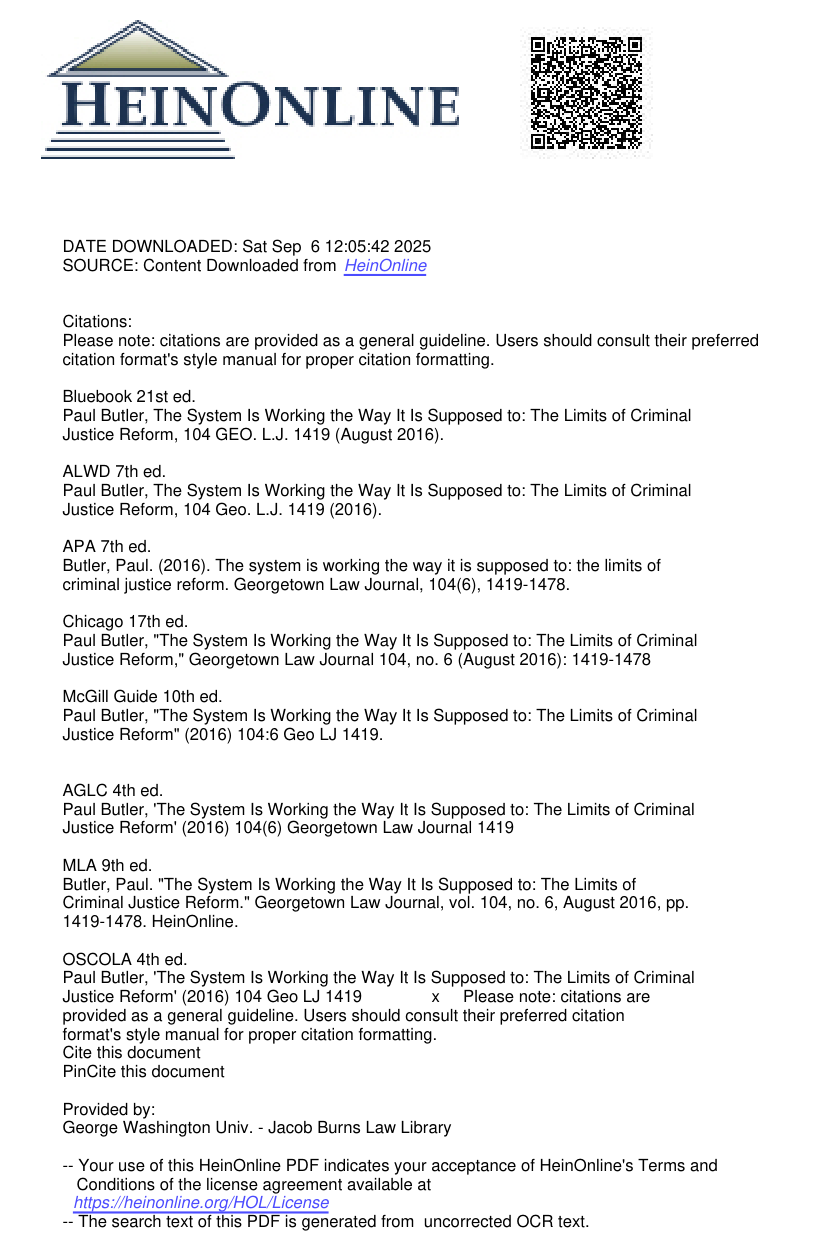 HEINONLINE
DATE DOWNLOADED: Sat Sep  6 12:05:42 2025
SOURCE: Content Downloaded from HeinOnline
Citations:
Please note: citations are provided as a general guideline. Users should consult their preferred
citation format's style manual for proper citation formatting.
Bluebook 21st ed.
Paul Butler, The System Is Working the Way It Is Supposed to: The Limits of Criminal
Justice Reform, 104 GEO. L.J. 1419 (August 2016).
ALWD 7th ed.
Paul Butler, The System Is Working the Way It Is Supposed to: The Limits of Criminal
Justice Reform, 104 Geo. L.J. 1419 (2016).
APA 7th ed.
Butler, Paul. (2016). The system is working the way it is supposed to: the limits of
criminal justice reform. Georgetown Law Journal, 104(6), 1419-1478.
Chicago 17th ed.
Paul Butler, "The System Is Working the Way It Is Supposed to: The Limits of Criminal
Justice Reform," Georgetown Law Journal 104, no. 6 (August 2016): 1419-1478
McGill Guide 10th ed.
Paul Butler, "The System Is Working the Way It Is Supposed to: The Limits of Criminal
Justice Reform" (2016) 104:6 Geo LJ 1419.
AGLC 4th ed.
Paul Butler, 'The System Is Working the Way It Is Supposed to: The Limits of Criminal
Justice Reform' (2016) 104(6) Georgetown Law Journal 1419
MLA 9th ed.
Butler, Paul. "The System Is Working the Way It Is Supposed to: The Limits of
Criminal Justice Reform." Georgetown Law Journal, vol. 104, no. 6, August 2016, pp.
1419-1478. HeinOnline.
OSCOLA 4th ed.
Paul Butler, 'The System Is Working the Way It Is Supposed to: The Limits of Criminal
Justice Reform' (2016) 104 Geo LJ 1419 x Please note: citations are
provided as a general guideline. Users should consult their preferred citation
format's style manual for proper citation formatting.
Cite this document
PinCite this document
Provided by:
George Washington Univ. - Jacob Burns Law Library
-- Your use of this HeinOnline PDF indicates your acceptance of HeinOnline's Terms and
Conditions of the license agreement available at
https://heinonline.org/HOL/License
-- The search text of this PDF is generated from  uncorrected OCR text.